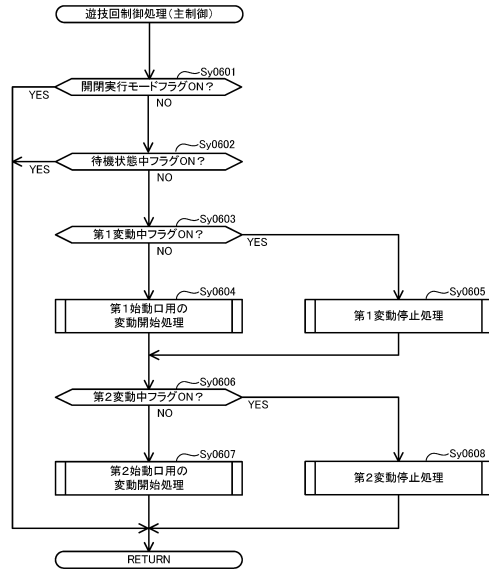 遊技回制御処理(主制御)
Sy0601
開閉実行モードフラグON?
YES
NO
Sy0602
待機状態中フラグON?
YES
NO
Sy0603
第1変動中フラグON?
YES
NO
Sy0604
第1始動口用の
変動開始処理
Sy0605
第1変動停止処理
Sy0606
第2変動中フラグON?
YES
NO
Sy0607
第2始動口用の
変動開始処理
Sy0608
第2変動停止処理
RETURN